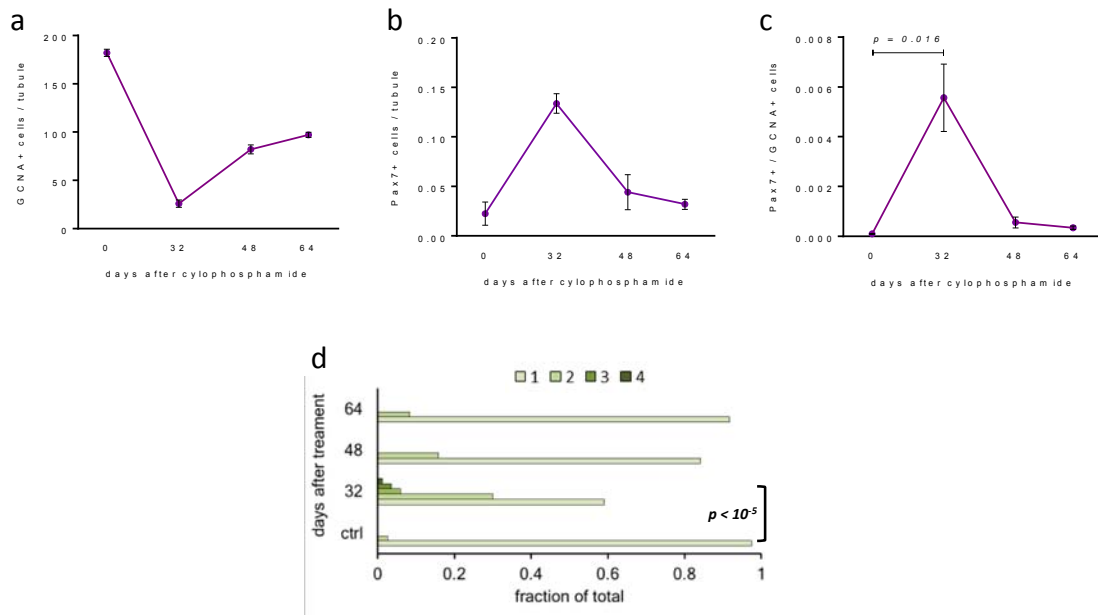 a
GCNA+ cells / tubule
200
150
100
50
0
0 32 48 64
days after cylophosphamide
b
Pax7+ cells / tubule
0.20
0.15
0.10
0.05
0.00
0 32 48 64
days after cylophosphamide
c
Pax7+ / GCNA+ cells
0.008
0.006
0.004
0.002
0.000
p = 0.016
0 32 48 64
days after cylophosphamide
d
1 2 3 4
days after treament
64
48
32
ctrl
p < 10-5
0 0.2 0.4 0.6 0.8 1
fraction of total